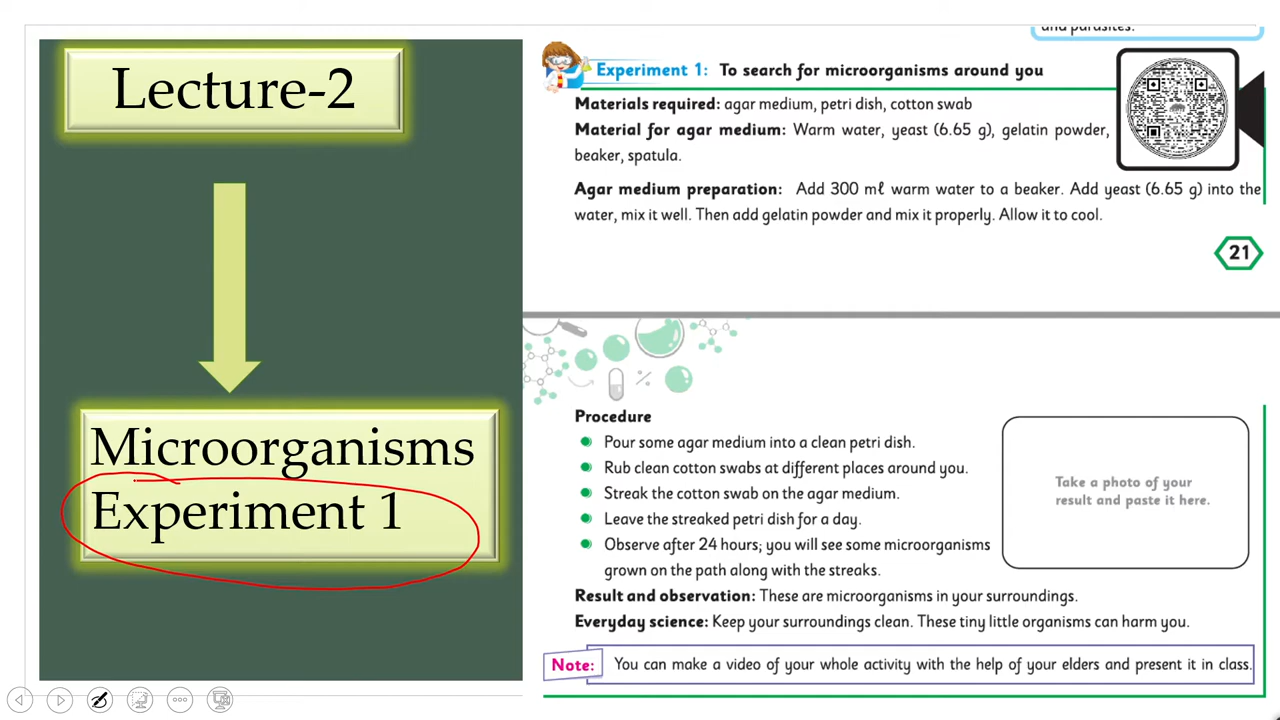 Lecture-2
Microorganisms
Experiment 1
and parasites.
Experiment 1: To search for microorganisms around you
Materials required: agar medium, petri dish, cotton swab
Material for agar medium: Warm water, yeast (6.65 g), gelatin powder,
beaker, spatula.
Agar medium preparation: Add 300 mℓ warm water to a beaker. Add yeast (6.65 g) into the
water, mix it well. Then add gelatin powder and mix it properly. Allow it to cool.
21
Procedure
Pour some agar medium into a clean petri dish.
Rub clean cotton swabs at different places around you.
Streak the cotton swab on the agar medium.
Leave the streaked petri dish for a day.
Observe after 24 hours; you will see some microorganisms
grown on the path along with the streaks.
Take a photo of your
result and paste it here.
Result and observation: These are microorganisms in your surroundings.
Everyday science: Keep your surroundings clean. These tiny little organisms can harm you.
Note: You can make a video of your whole activity with the help of your elders and present it in class.